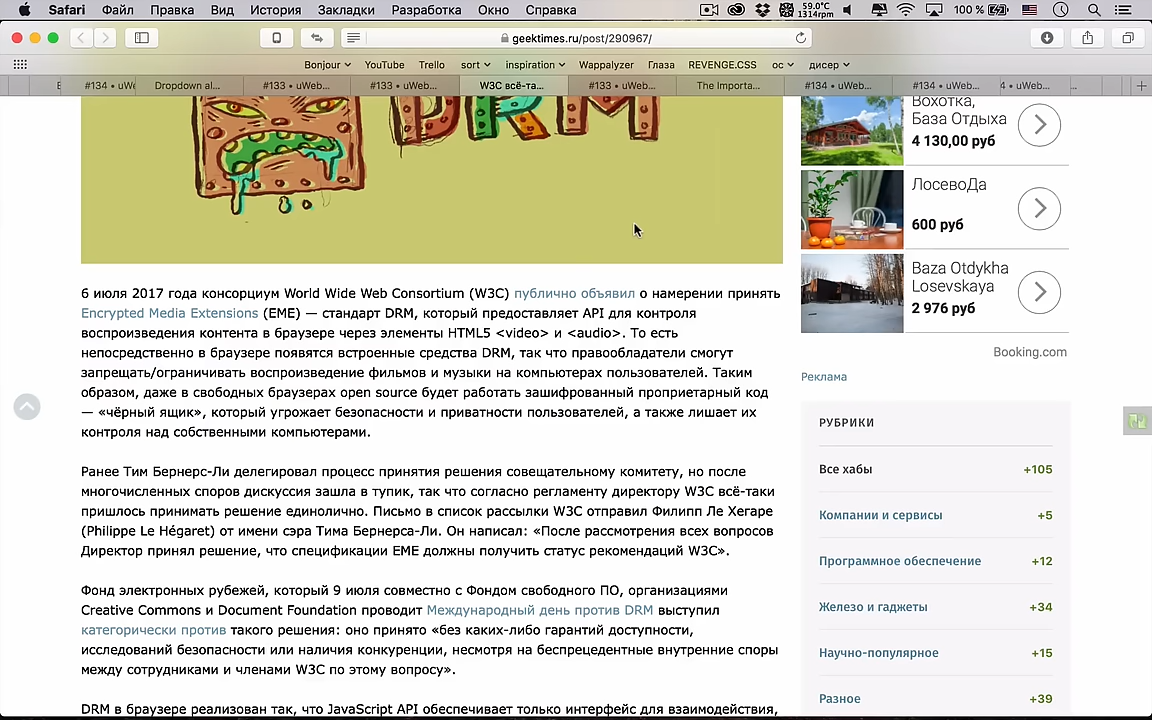 Safari Файл Правка Вид История Закладки Разработка Окно Справка 59.0°C 1314rpm 100 %
geektimes.ru/post/290967/
Bonjour YouTube Trello sort inspiration Wappalyzer Глаза REVENGE.CSS ос дисер
#134 • uWe Dropdown al... #133 • uWeb... #133 • uWeb... W3C всё-та... #133 • uWeb... The Importa... #134 • uWeb... #134 • uWeb... 4 • uWeb... ...
DRM
Вохотка,
База Отдыха
4 130,00 руб
ЛосевоДа
600 руб
Baza Otdykha
Losevskaya
2 976 руб
Booking.com
Реклама
6 июля 2017 года консорциум World Wide Web Consortium (W3C) публично объявил о намерении принять
Encrypted Media Extensions (EME) — стандарт DRM, который предоставляет API для контроля
воспроизведения контента в браузере через элементы HTML5 <video> и <audio>. То есть
непосредственно в браузере появятся встроенные средства DRM, так что правообладатели смогут
запрещать/ограничивать воспроизведение фильмов и музыки на компьютерах пользователей. Таким
образом, даже в свободных браузерах open source будет работать зашифрованный проприетарный код
— «чёрный ящик», который угрожает безопасности и приватности пользователей, а также лишает их
контроля над собственными компьютерами.
Ранее Тим Бернерс-Ли делегировал процесс принятия решения совещательному комитету, но после
многочисленных споров дискуссия зашла в тупик, так что согласно регламенту директору W3C всё-таки
пришлось принимать решение единолично. Письмо в список рассылки W3C отправил Филипп Ле Хегаре
(Philippe Le Hégaret) от имени сэра Тима Бернерса-Ли. Он написал: «После рассмотрения всех вопросов
Директор принял решение, что спецификации EME должны получить статус рекомендаций W3C».
Фонд электронных рубежей, который 9 июля совместно с Фондом свободного ПО, организациями
Creative Commons и Document Foundation проводит Международный день против DRM выступил
категорически против такого решения: оно принято «без каких-либо гарантий доступности,
исследований безопасности или наличия конкуренции, несмотря на беспрецедентные внутренние споры
между сотрудниками и членами W3C по этому вопросу».
DRM в браузере реализован так, что JavaScript API обеспечивает только интерфейс для взаимодействия,
РУБРИКИ
Все хабы +105
Компании и сервисы +5
Программное обеспечение +12
Железо и гаджеты +34
Научно-популярное +15
Разное +39